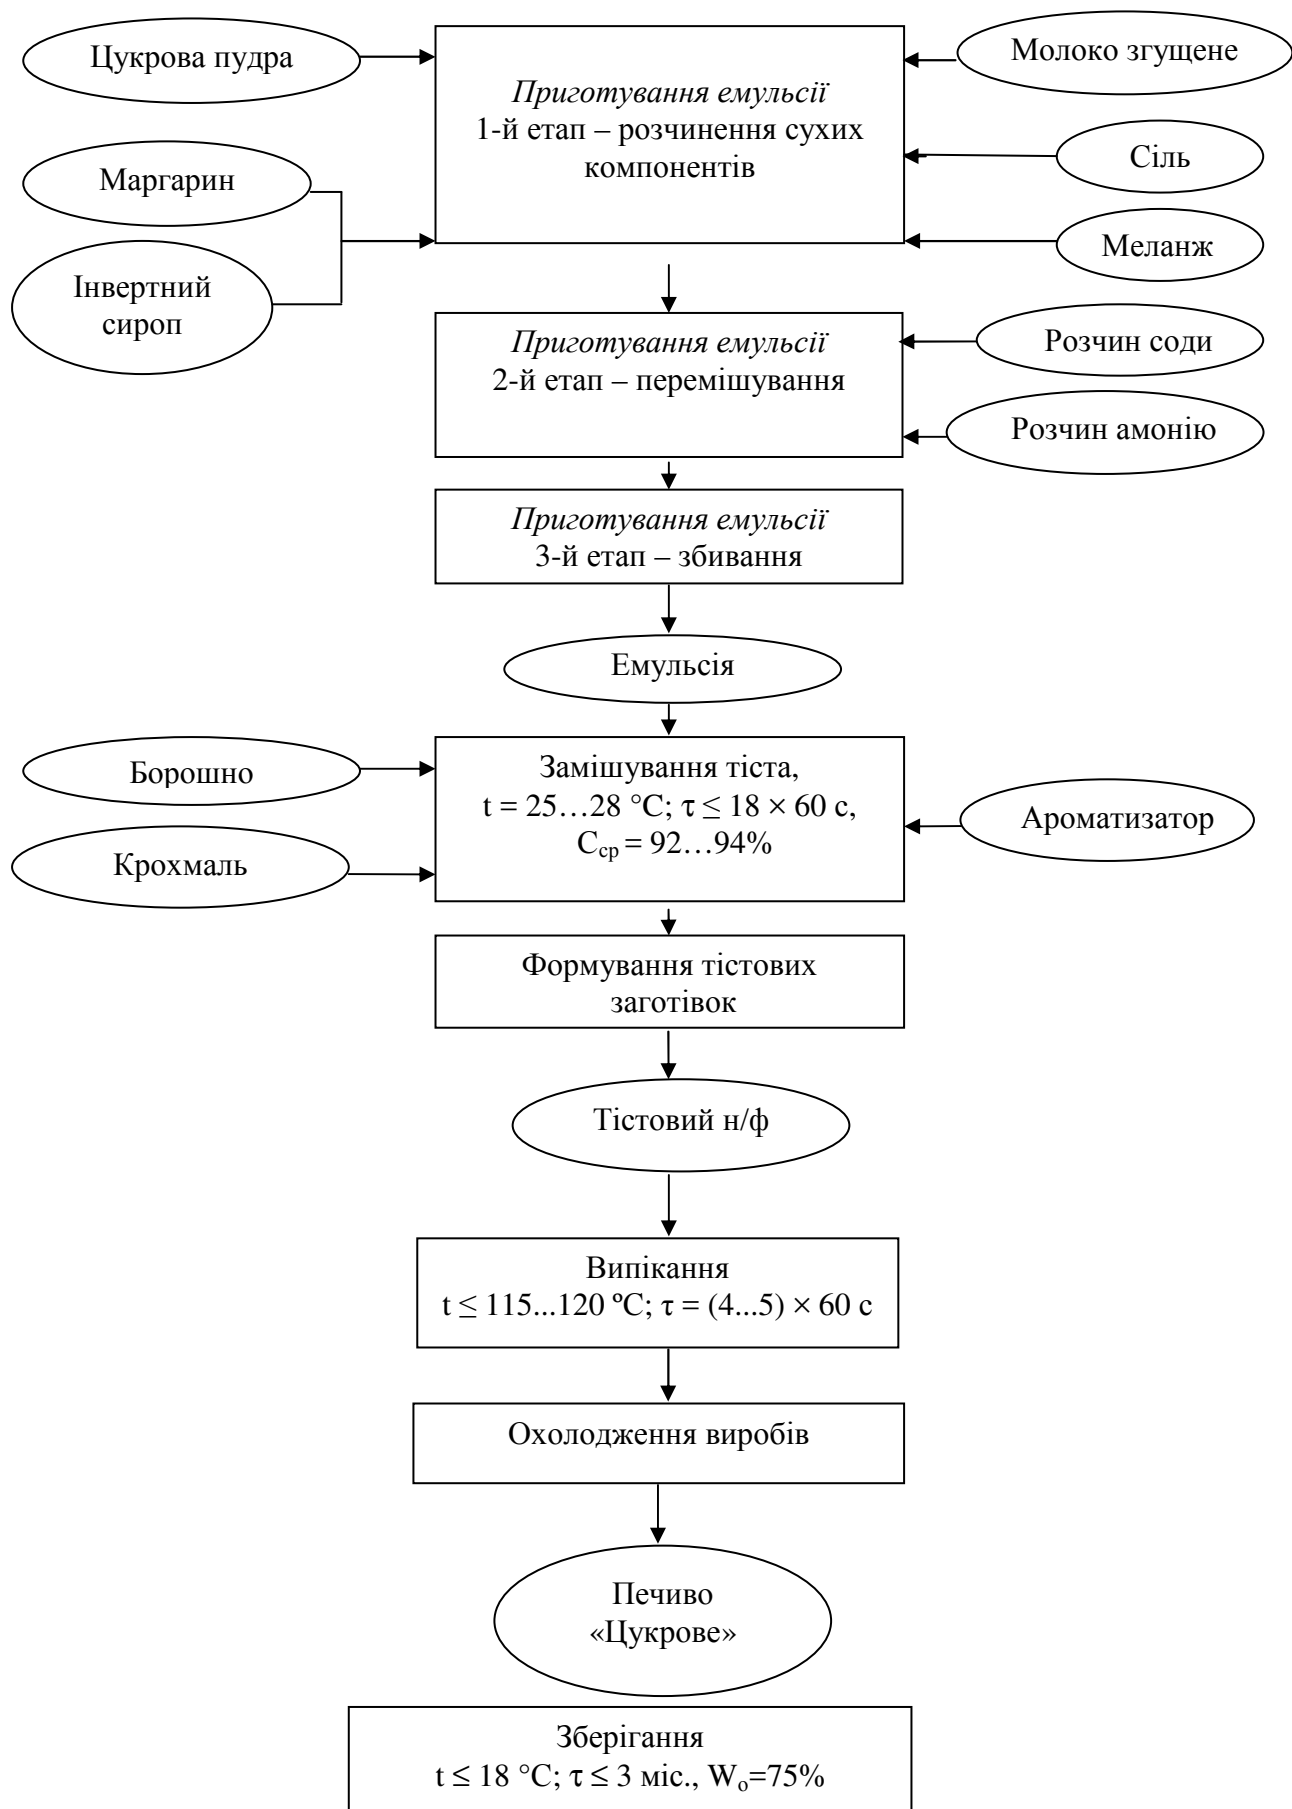 Цукрова пудра
Приготування емульсії
1-й етап – розчинення сухих
компонентів
Молоко згущене
Маргарин
Сіль
Інвертний
сироп
Меланж
Приготування емульсії
2-й етап – перемішування
Розчин соди
Розчин амонію
Приготування емульсії
3-й етап – збивання
Емульсія
Борошно
Крохмаль
Замішування тіста,
t = 25…28 °C; τ ≤ 18 × 60 с,
Cср = 92…94%
Ароматизатор
Формування тістових
заготівок
Тістовий н/ф
Випікання
t ≤ 115...120 ºC; τ = (4...5) × 60 с
Охолодження виробів
Печиво
«Цукрове»
Зберігання
t ≤ 18 °C; τ ≤ 3 міс., Wо=75%